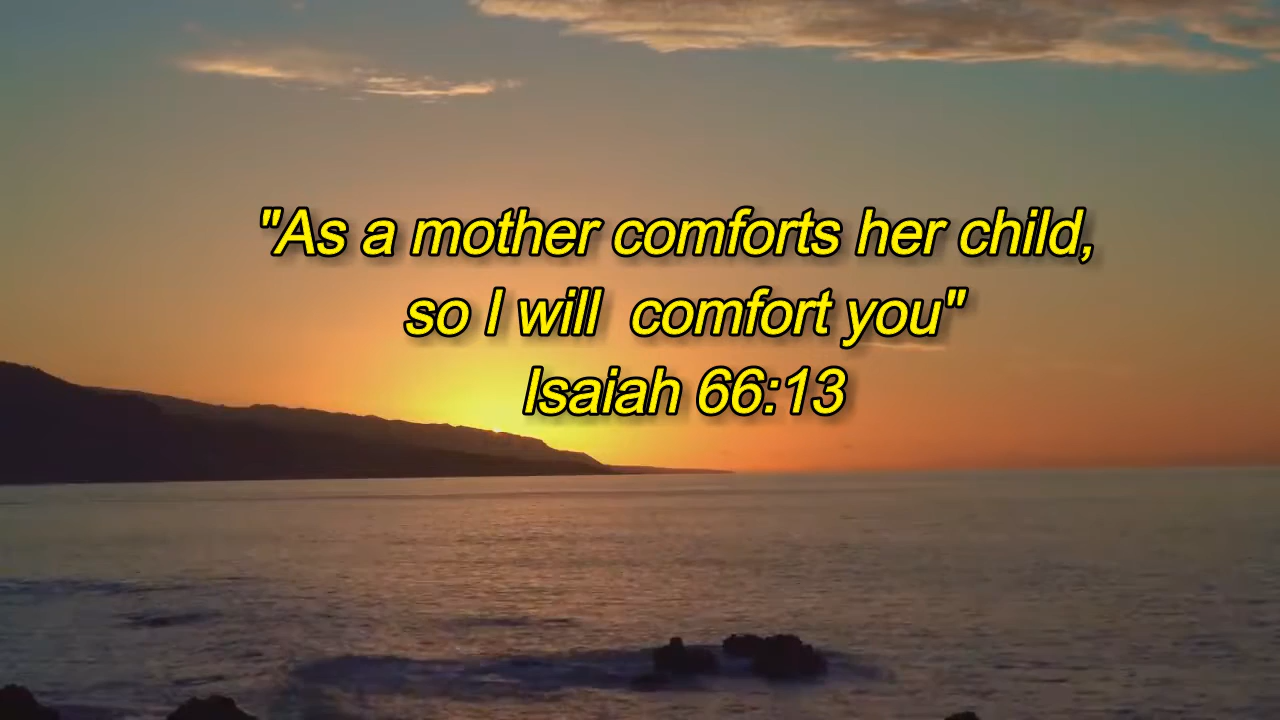 "As a mother comforts her child,
so I will  comfort you"
Isaiah 66:13